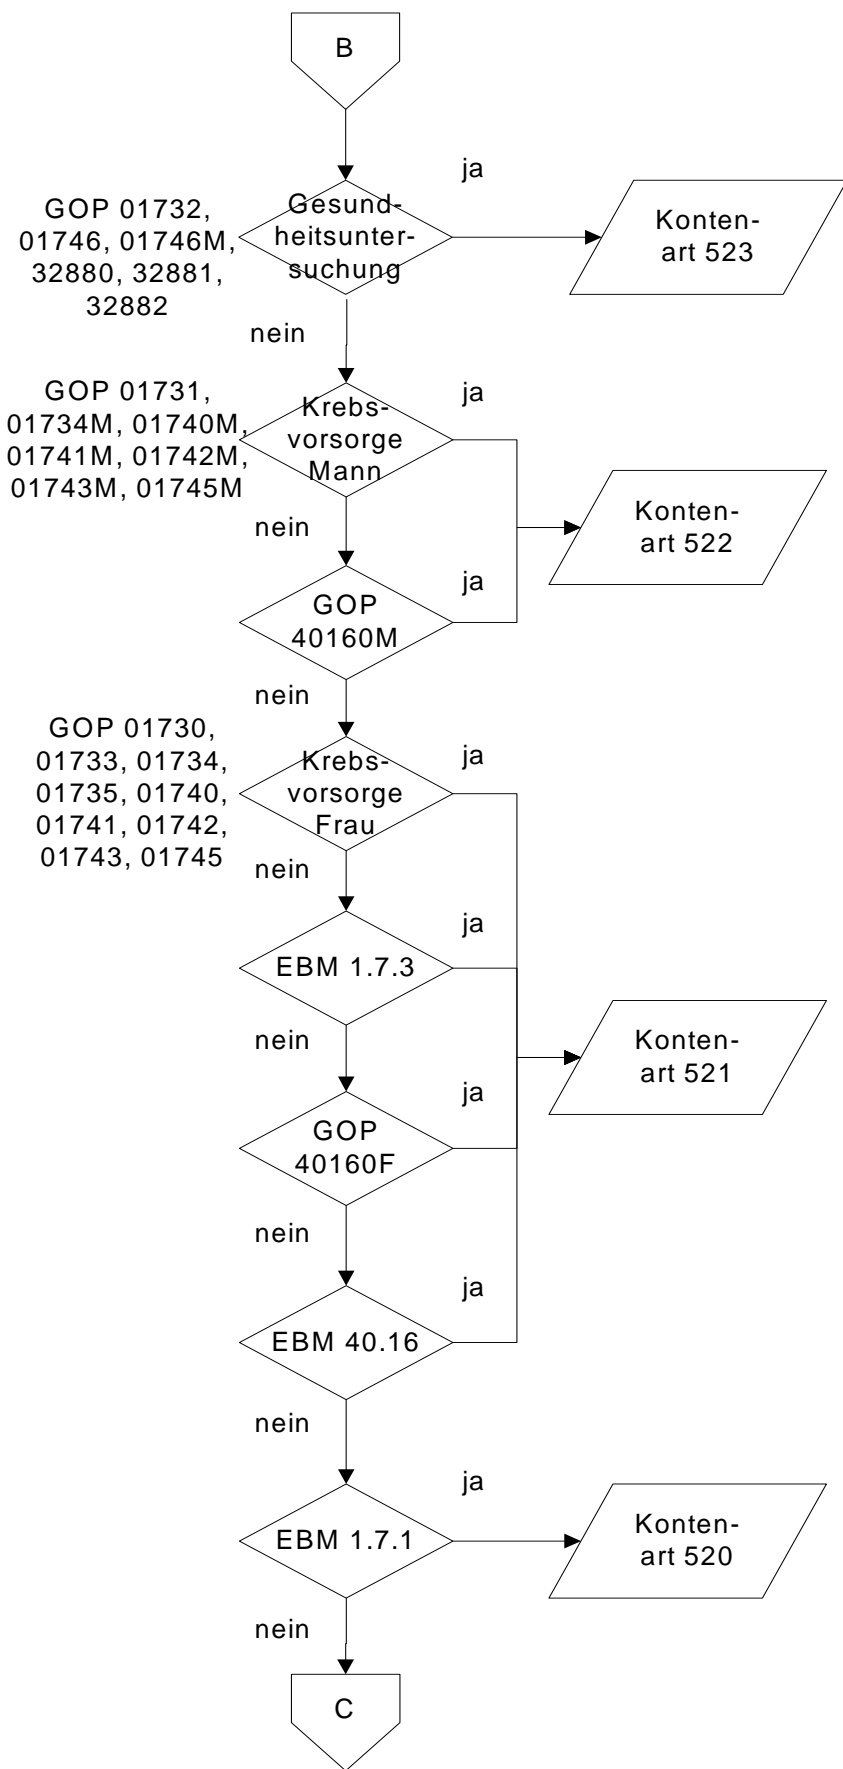 B
ja
GOP 01732,
01746, 01746M,
32880, 32881,
32882
Gesund-
heitsunter-
suchung
Konten-
art 523
nein
GOP 01731,
01734M, 01740M,
01741M, 01742M,
01743M, 01745M
Krebs-
vorsorge
Mann
ja
nein
Konten-
art 522
GOP
40160M
ja
nein
GOP 01730,
01733, 01734,
01735, 01740,
01741, 01742,
01743, 01745
Krebs-
vorsorge
Frau
ja
nein
EBM 1.7.3
ja
nein
Konten-
art 521
GOP
40160F
ja
nein
EBM 40.16
ja
nein
EBM 1.7.1
ja
Konten-
art 520
nein
C